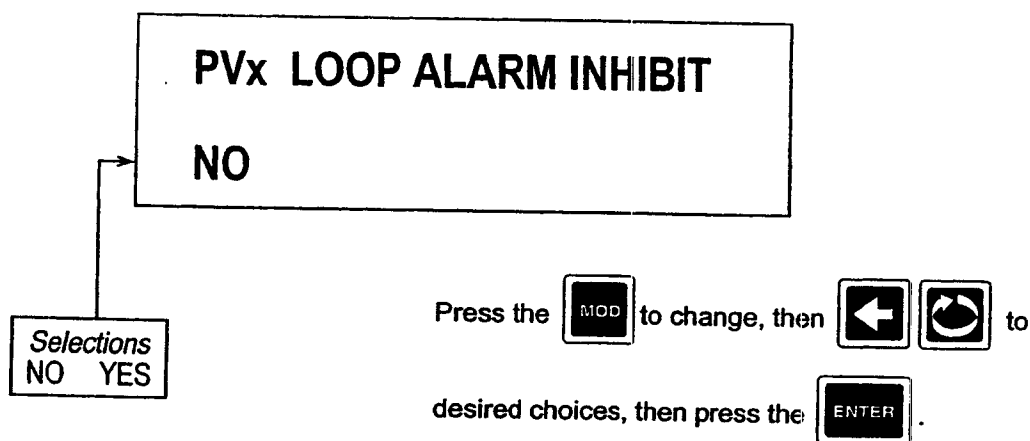 PVx LOOP ALARM INHIBIT
NO
Selections
NO YES
Press the MOD to change, then to
desired choices, then press the ENTER .